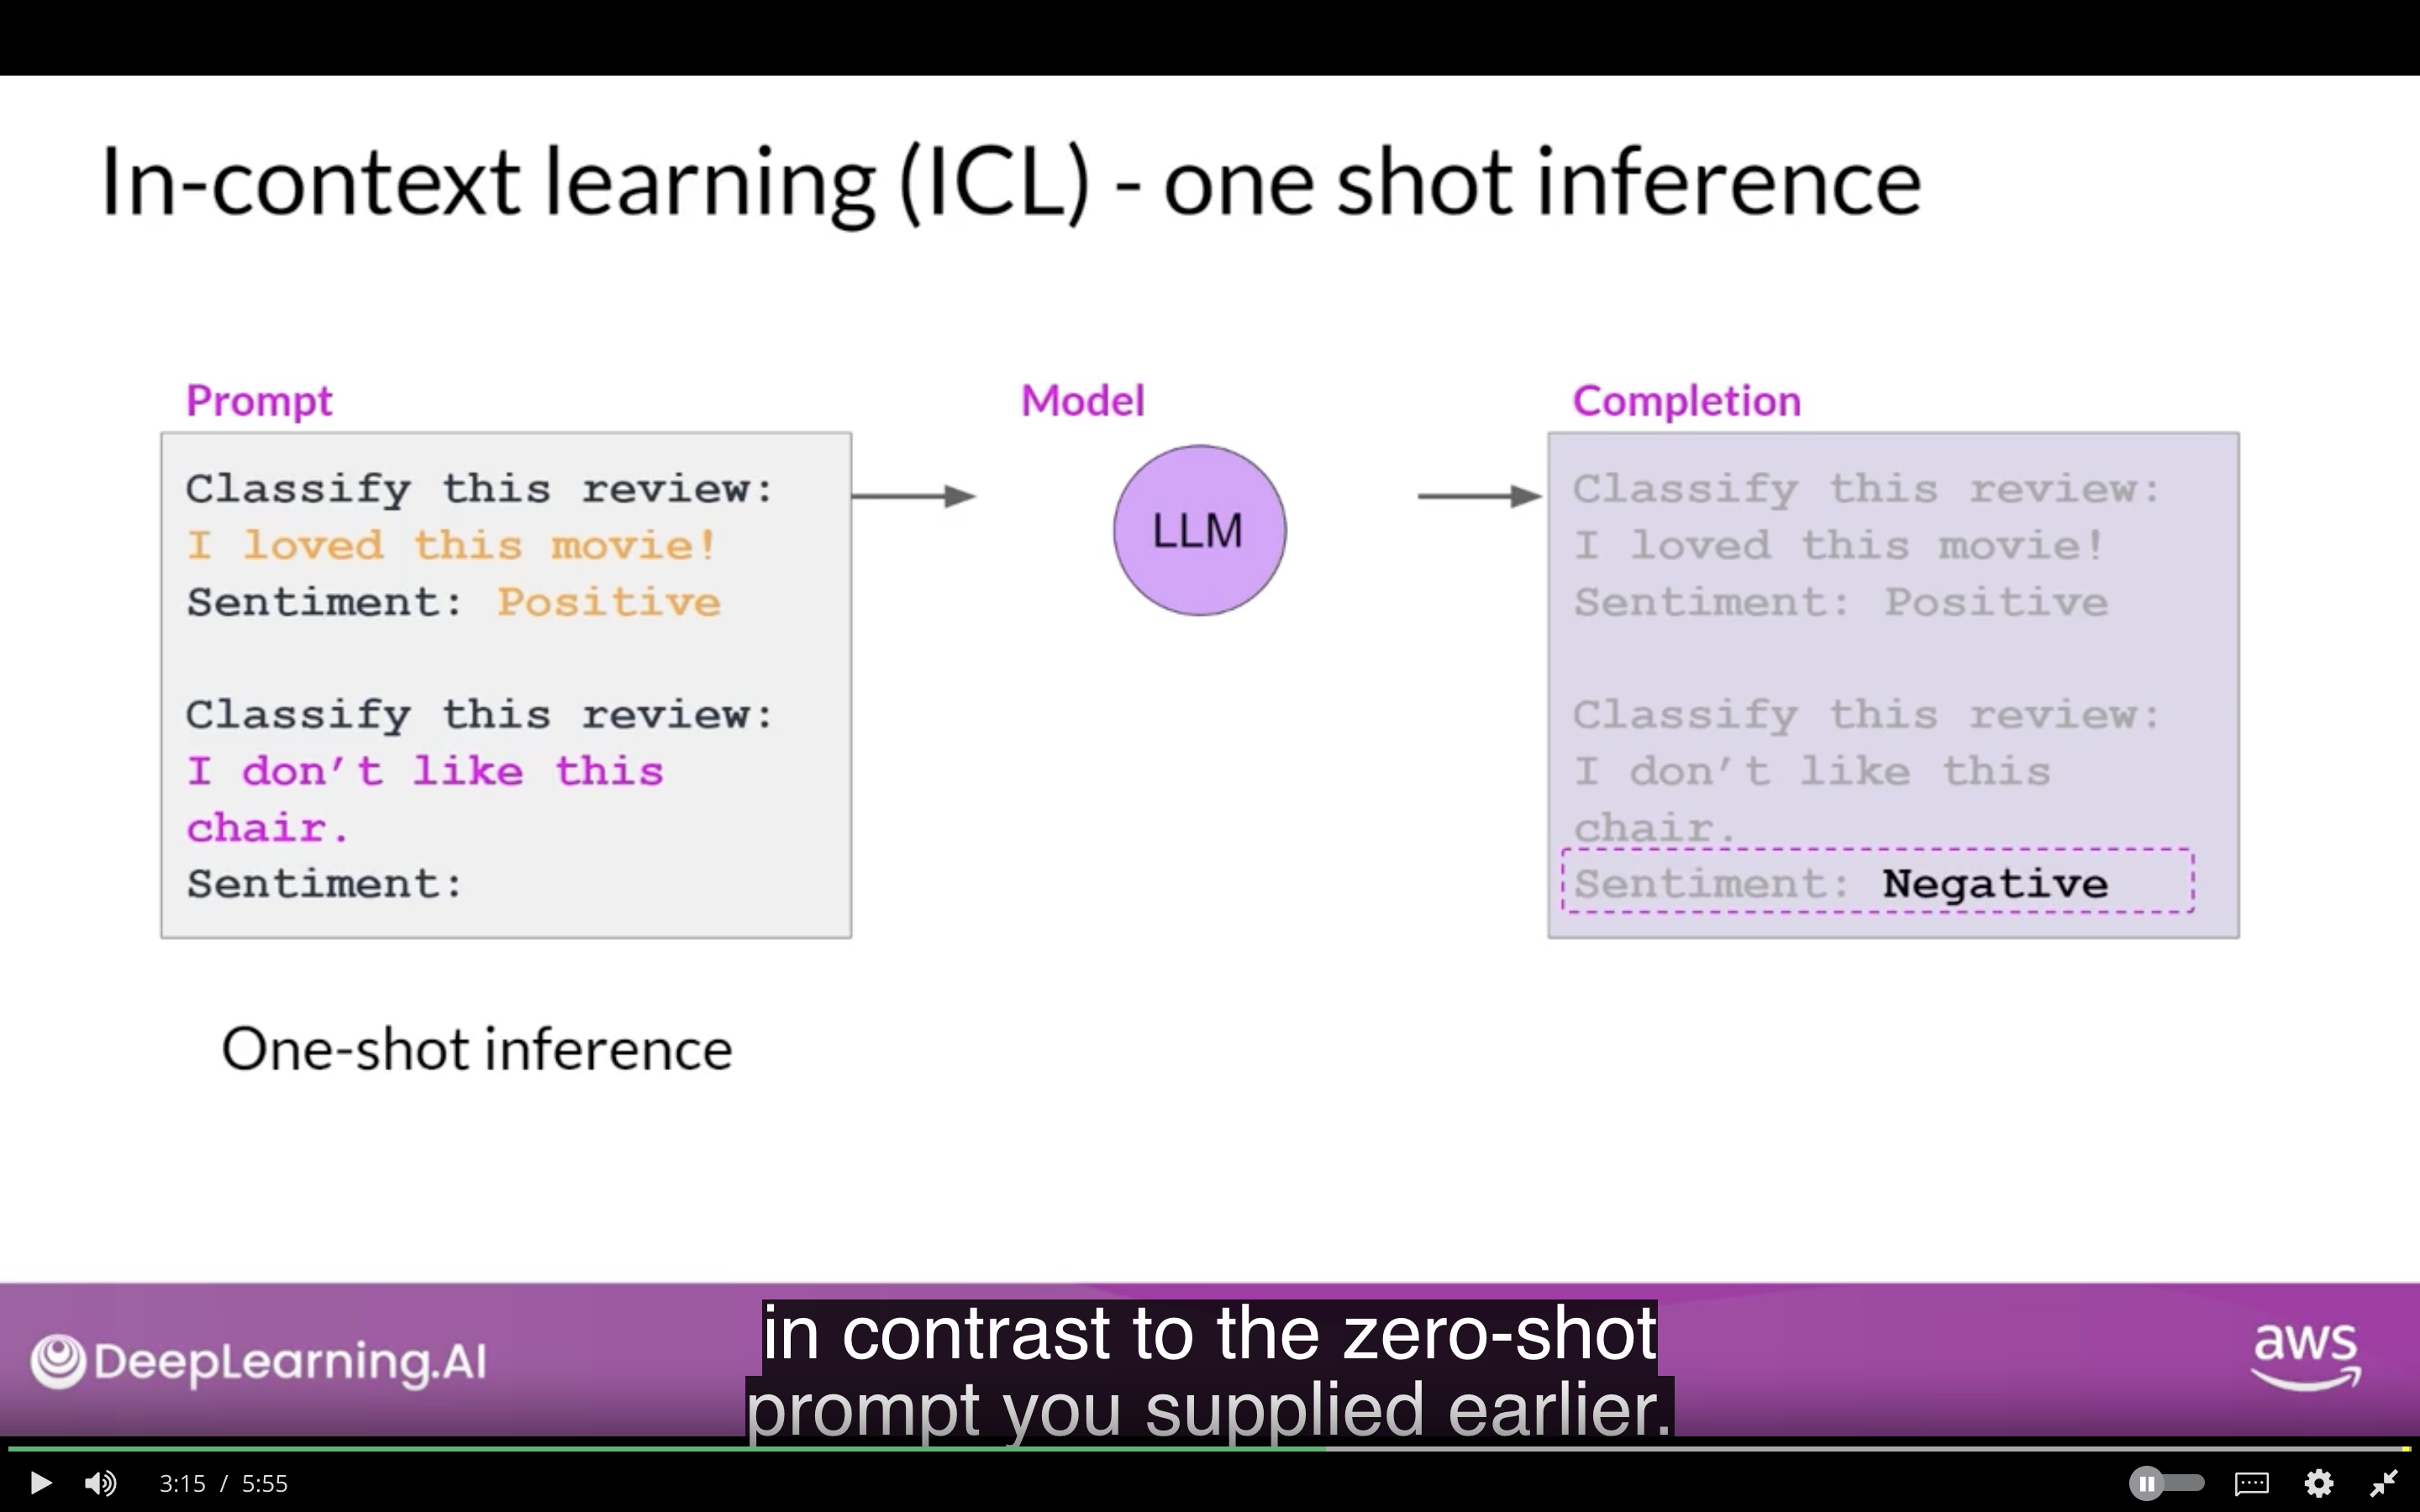 In-context learning (ICL) - one shot inference
Prompt
Classify this review:
I loved this movie!
Sentiment: Positive
Classify this review:
I don't like this
chair.
Sentiment:
One-shot inference
Model
LLM
Completion
Classify this review:
I loved this movie!
Sentiment: Positive
Classify this review:
I don't like this
chair.
Sentiment: Negative
DeepLearning.AI
in contrast to the zero-shot
prompt you supplied earlier.
aws
3:15 / 5:55